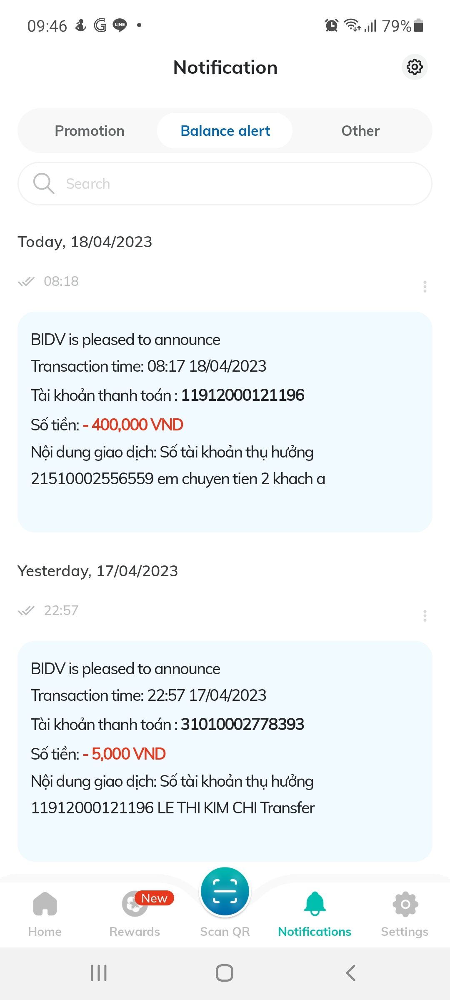 09:46
LINE
79%
Notification
Promotion
Balance alert
Other
Search
Today, 18/04/2023
08:18
BIDV is pleased to announce
Transaction time: 08:17 18/04/2023
Tài khoản thanh toán : 11912000121196
Số tiền: - 400,000 VND
Nội dung giao dịch: Số tài khoản thụ hưởng
21510002556559 em chuyen tien 2 khach a
Yesterday, 17/04/2023
22:57
BIDV is pleased to announce
Transaction time: 22:57 17/04/2023
Tài khoản thanh toán : 31010002778393
Số tiền: - 5,000 VND
Nội dung giao dịch: Số tài khoản thụ hưởng
11912000121196 LE THI KIM CHI Transfer
New
Home
Rewards
Scan QR
Notifications
Settings